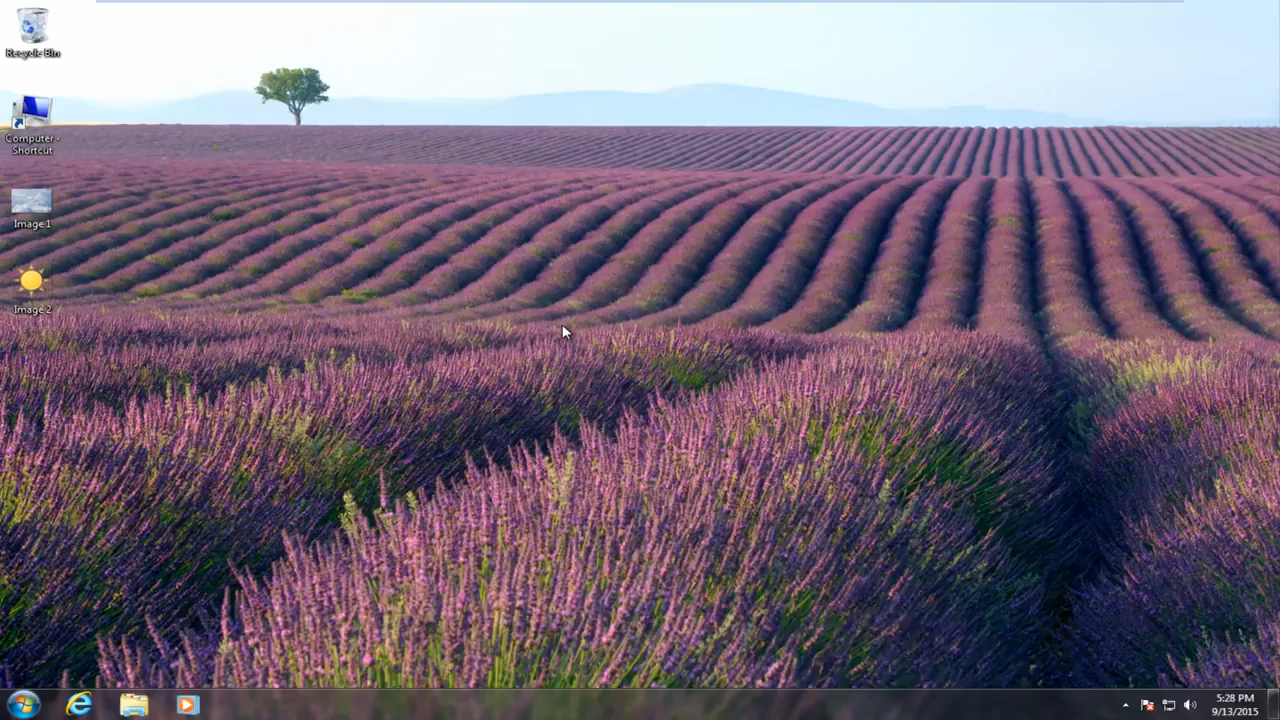 Recycle Bin
Computer -
Shortcut
Image 1
Image 2
5:28 PM
9/13/2015